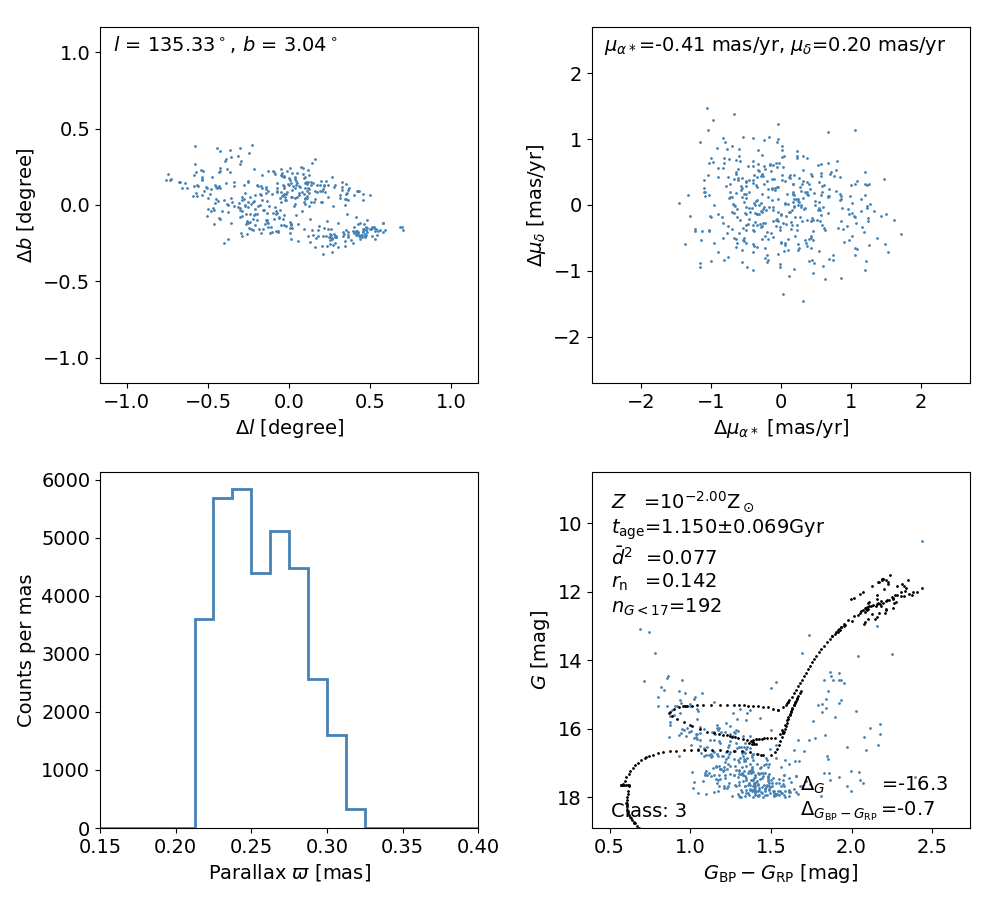 l = 135.33°, b = 3.04°
1.0
0.5
0.0
−0.5
−1.0
Δb [degree]
−1.0 −0.5 0.0 0.5 1.0
Δl [degree]
μα*=-0.41 mas/yr, μδ=0.20 mas/yr
2
1
0
−1
−2
Δμδ [mas/yr]
−2 −1 0 1 2
Δμα* [mas/yr]
6000
5000
4000
3000
2000
1000
0
Counts per mas
0.15 0.20 0.25 0.30 0.35 0.40
Parallax ϖ [mas]
Z =10^−2.00 Z⊙
t_age=1.150±0.069Gyr
d̄² =0.077
r_n =0.142
n_G<17=192
10
12
14
16
18
G [mag]
Δ_G =-16.3
Δ_GBP−GRP=-0.7
Class: 3
0.5 1.0 1.5 2.0 2.5
G_BP − G_RP [mag]